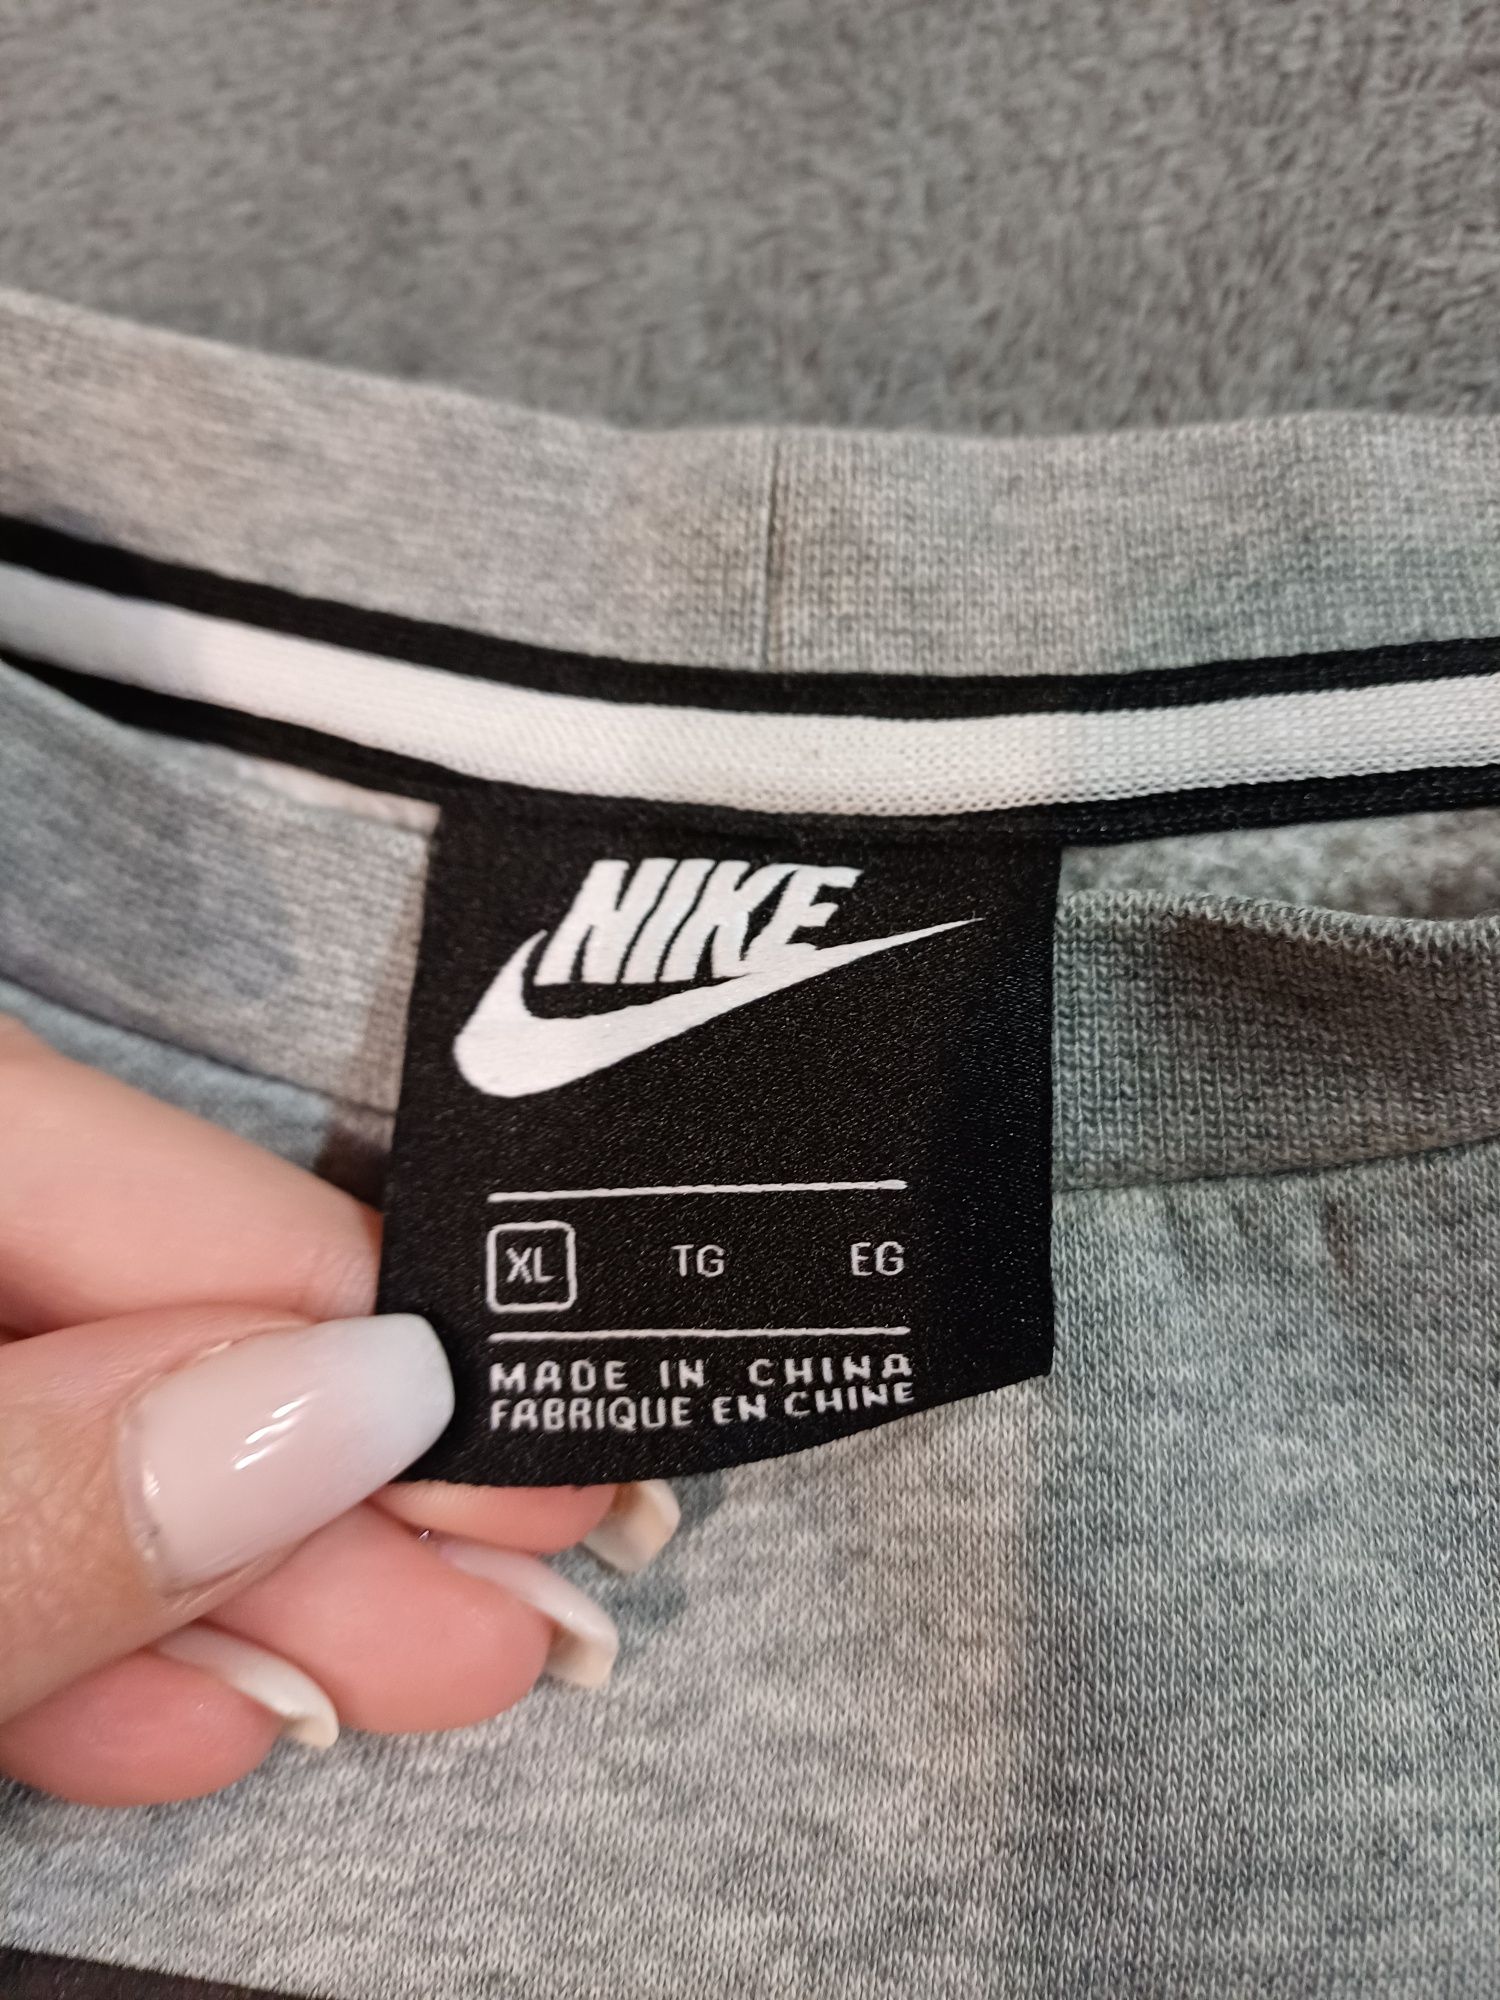 NIKE
XL TG EG
MADE IN CHINA
FABRIQUE EN CHINE